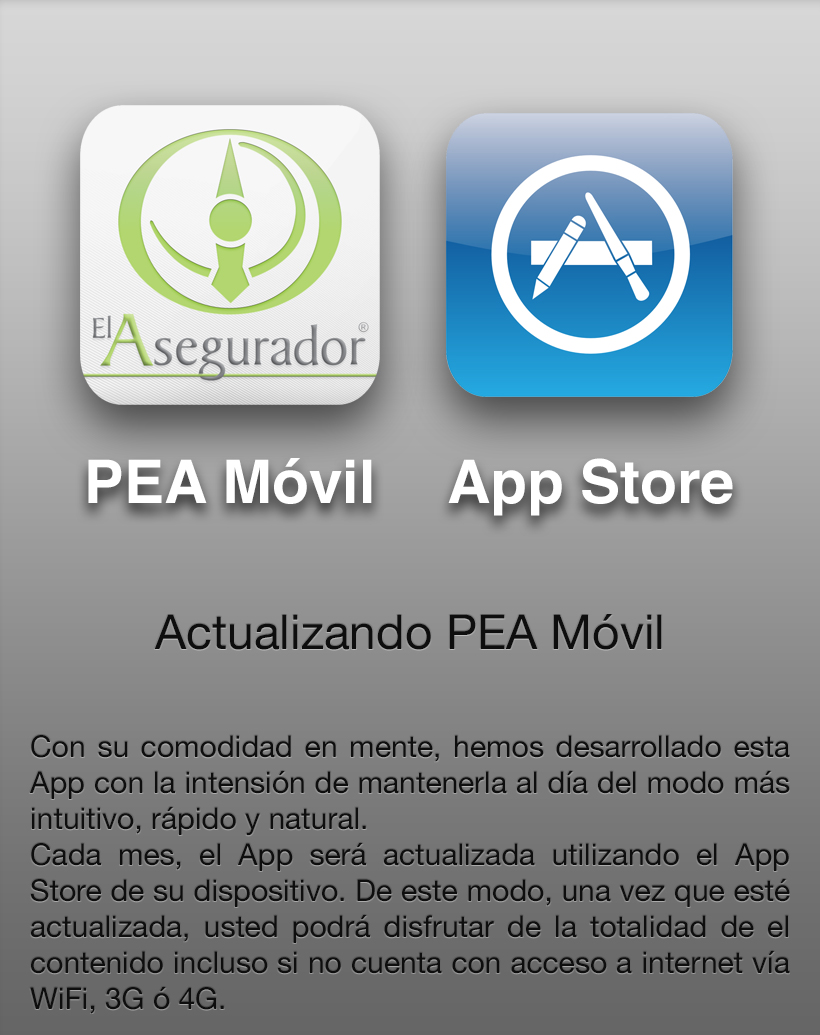 El Asegurador®
PEA Móvil
App Store
Actualizando PEA Móvil
Con su comodidad en mente, hemos desarrollado esta
App con la intensión de mantenerla al día del modo más
intuitivo, rápido y natural.
Cada mes, el App será actualizada utilizando el App
Store de su dispositivo. De este modo, una vez que esté
actualizada, usted podrá disfrutar de la totalidad de el
contenido incluso si no cuenta con acceso a internet vía
WiFi, 3G ó 4G.